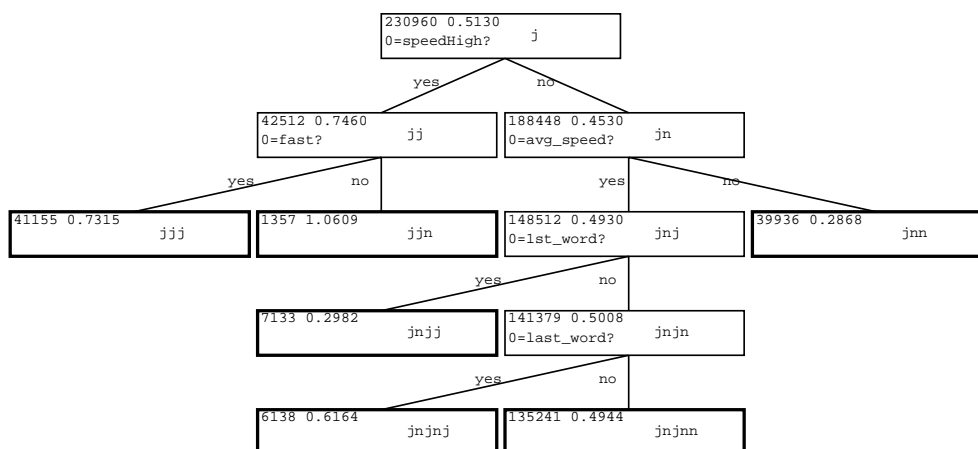 230960 0.5130
j
0=speedHigh?
yes
no
42512 0.7460
jj
0=fast?
188448 0.4530
jn
0=avg_speed?
yes
no
yes
no
41155 0.7315
jjj
1357 1.0609
jjn
148512 0.4930
jnj
0=lst_word?
39936 0.2868
jnn
yes
no
7133 0.2982
jnjj
141379 0.5008
jnjn
0=last_word?
yes
no
6138 0.6164
jnjnj
135241 0.4944
jnjnn